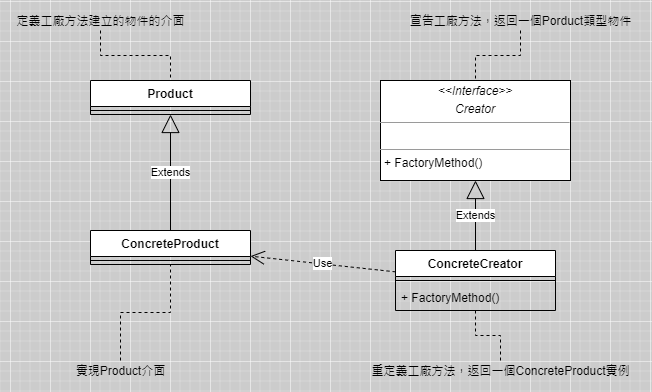 定義工廠方法建立的物件的介面
宣告工廠方法，返回一個Porduct類型物件
Product
<<Interface>>
Creator
+ FactoryMethod()
Extends
Extends
ConcreteProduct
Use
ConcreteCreator
+ FactoryMethod()
實現Product介面
重定義工廠方法，返回一個ConcreteProduct實例